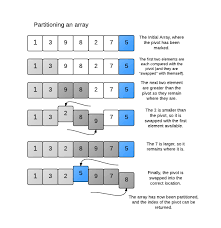 Partitioning an array
1 3 9 8 2 7 5
The initial Array, where
the pivot has been
marked.
1 3 9 8 2 7 5
The first two elements are
each compared with the
pivot (and they are
"swapped" with themself).
1 3 9 8 2 7 5
The next two element
are greater than the
pivot so they remain
where they are.
1 3 2 8 9 7 5
The 2 is smaller than
the pivot, so it is
swapped with the first
element available.
1 3 2 8 9 7 5
The 7 is larger, so it
remains where it is.
1 3 2 5 9 7 8
Finally, the pivot is
swapped into the
correct location.
The array has now been partitioned,
and the index of the pivot can be
returned.